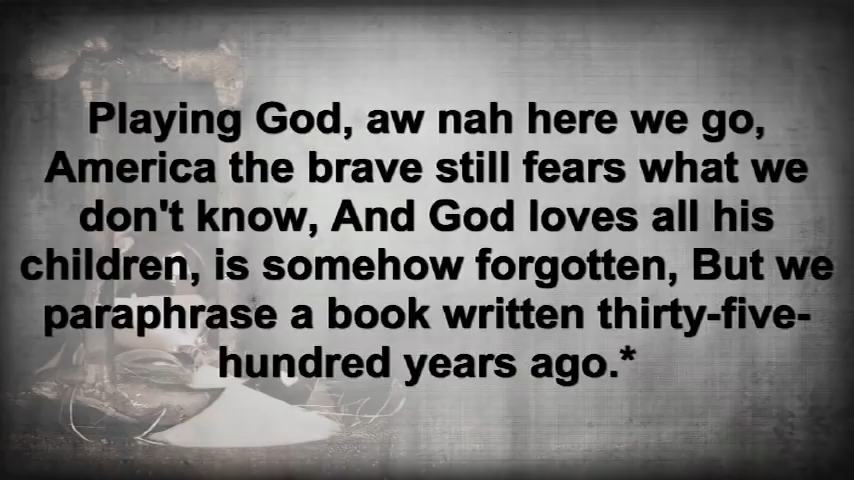 Playing God, aw nah here we go,
America the brave still fears what we
don't know, And God loves all his
children, is somehow forgotten, But we
paraphrase a book written thirty-five-
hundred years ago.*